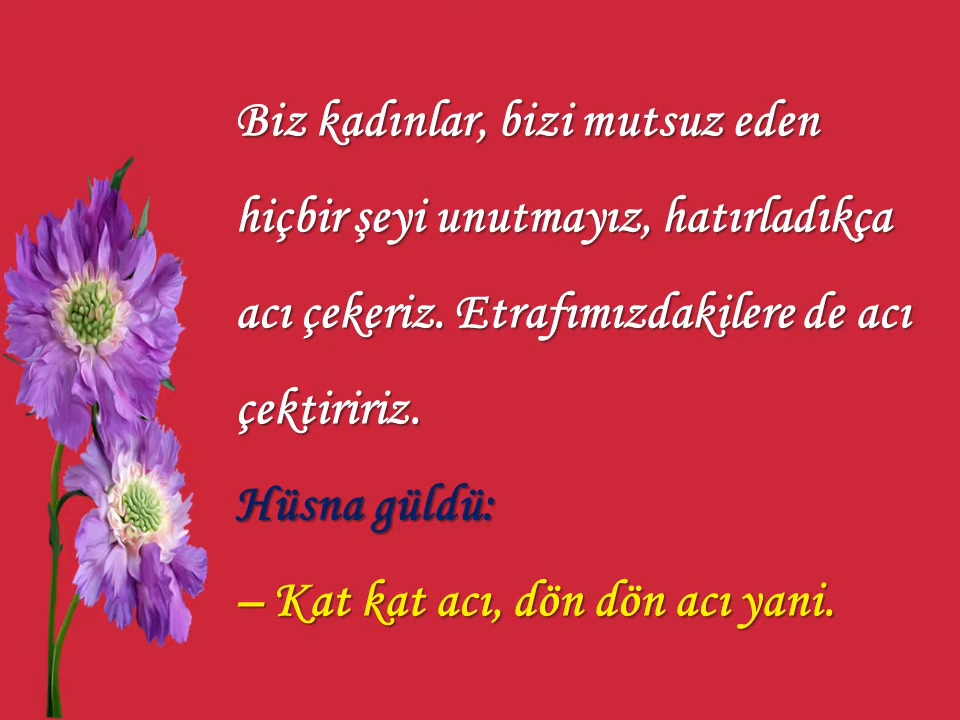 Biz kadınlar, bizi mutsuz eden
hiçbir şeyi unutmayız, hatırladıkça
acı çekeriz. Etrafımızdakilere de acı
çektiririz.
Hüsna güldü:
– Kat kat acı, dön dön acı yani.